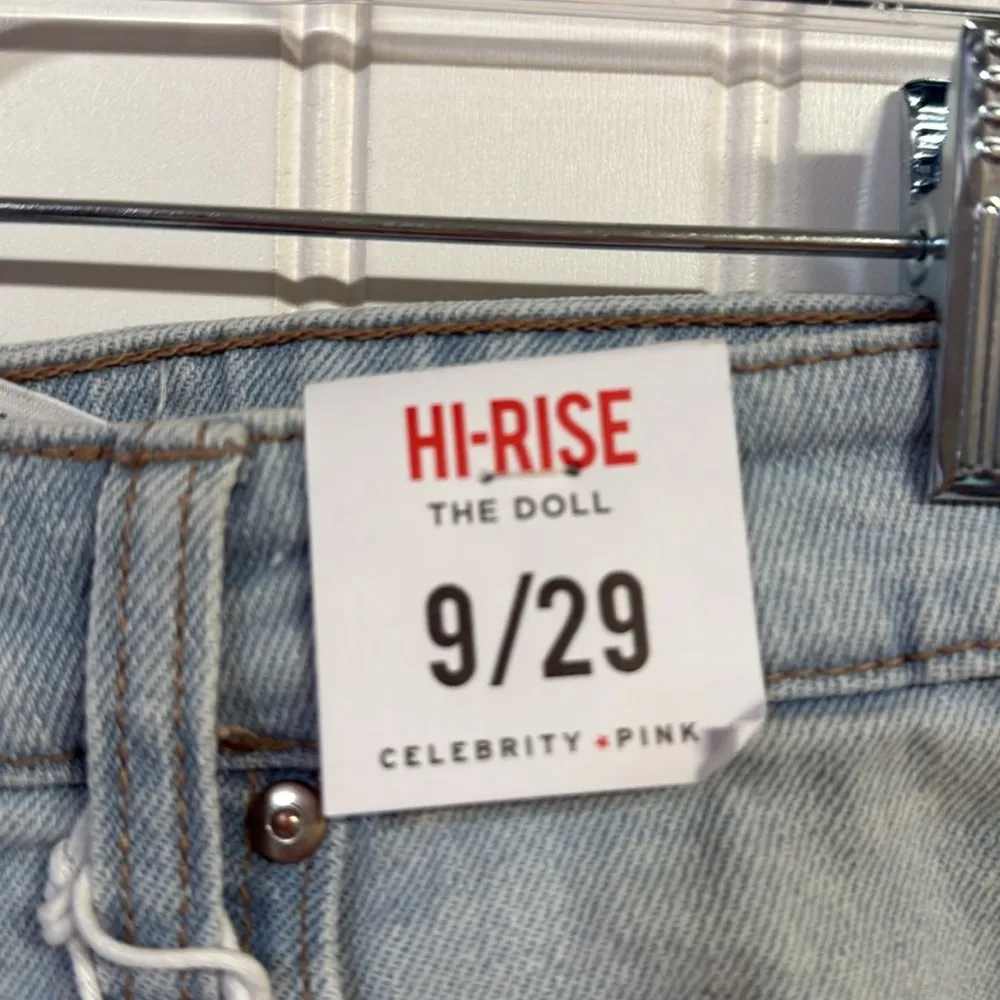 HI-RISE
THE DOLL
9/29
CELEBRITY ★ PINK